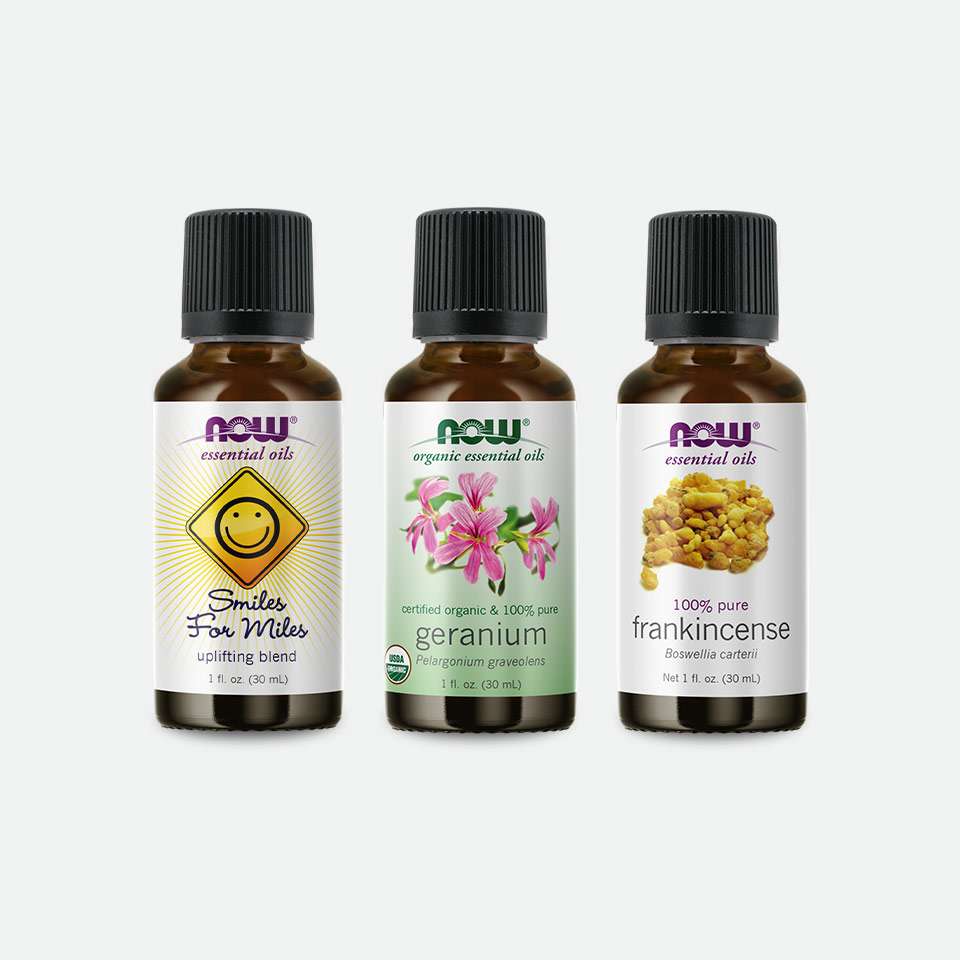 NOW®
essential oils
Smiles
For Miles
uplifting blend
1 fl. oz. (30 mL)
NOW®
organic essential oils
certified organic & 100% pure
geranium
Pelargonium graveolens
USDA
ORGANIC
1 fl. oz. (30 mL)
NOW®
essential oils
100% pure
frankincense
Boswellia carterii
Net 1 fl. oz. (30 mL)